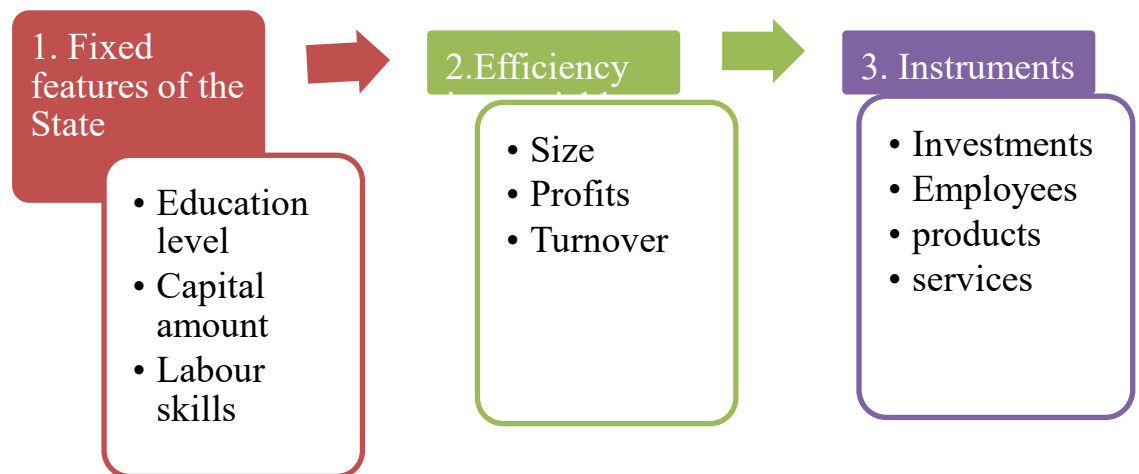 1. Fixed
features of the
State
• Education
level
• Capital
amount
• Labour
skills
2.Efficiency
• Size
• Profits
• Turnover
3. Instruments
• Investments
• Employees
• products
• services